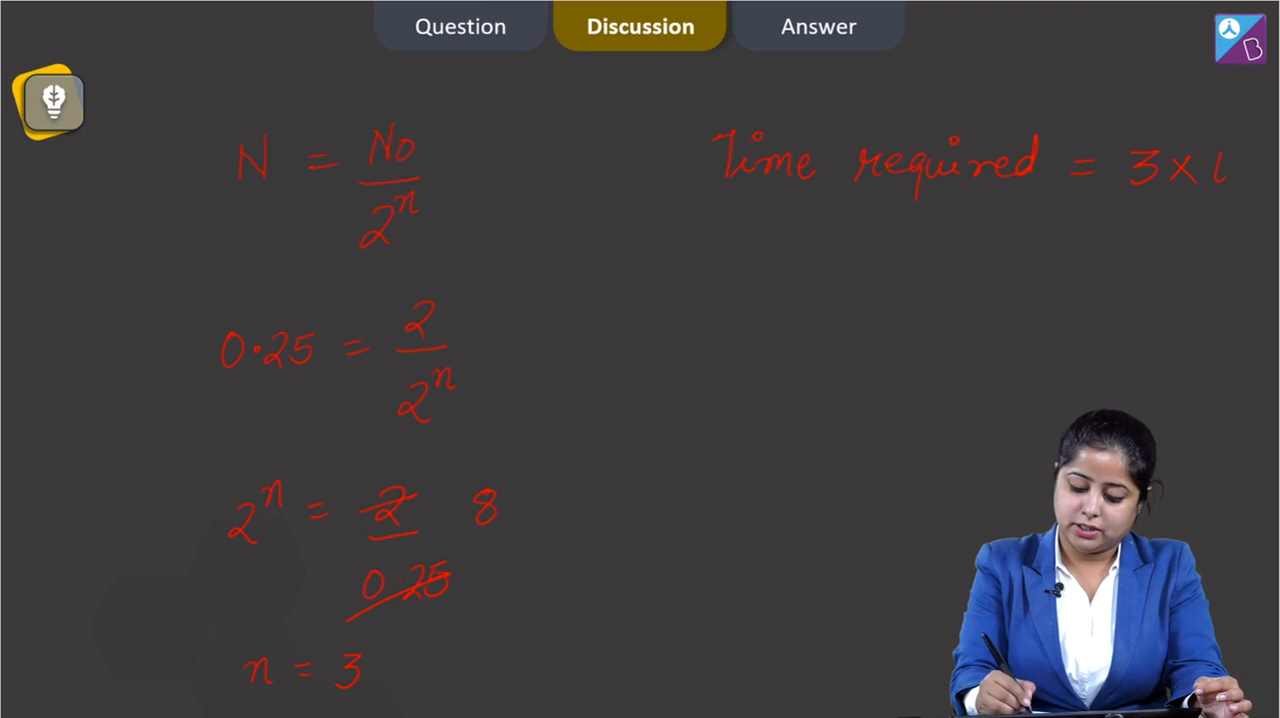 Question Discussion Answer
B
N = No/2^n
0.25 = 2/2^n
2^n = 2/0.25 8
n = 3
Time required = 3 ×